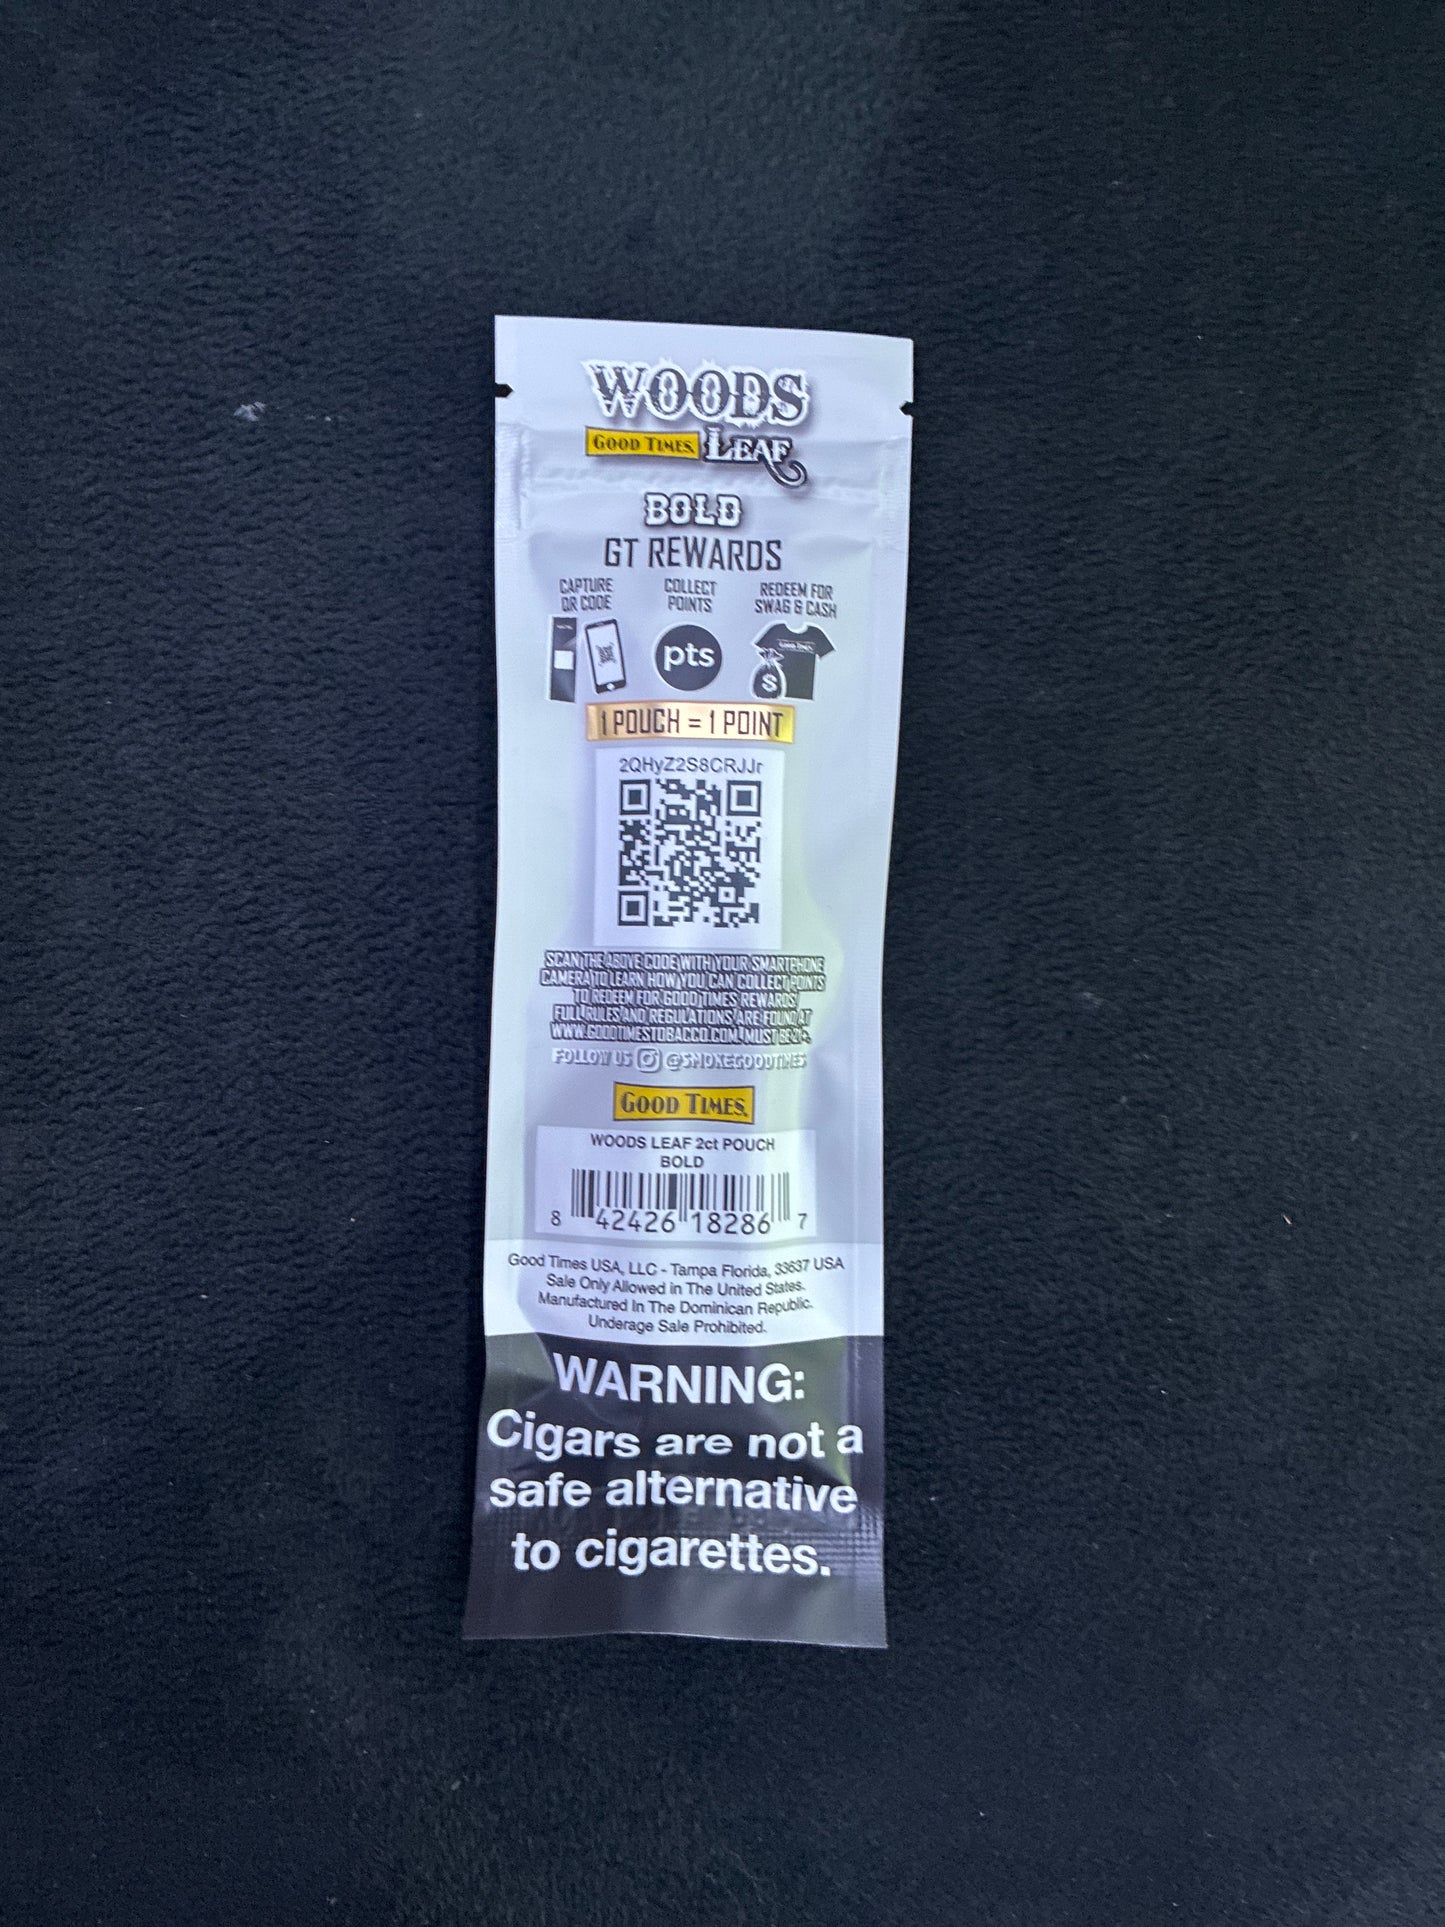 WOODS
GOOD TIMES. LEAF
BOLD
GT REWARDS
CAPTURE
QR CODE
COLLECT
POINTS
REDEEM FOR
SWAG & CASH
pts
$
1 POUCH = 1 POINT
2QHyZ2S8CRJJr
SCAN THE ABOVE CODE WITH YOUR SMARTPHONE
CAMERA TO LEARN HOW YOU CAN COLLECT POINTS
TO REDEEM FOR GOOD TIMES REWARDS!
FULL RULES AND REGULATIONS ARE FOUND AT
WWW.GOODTIMESTOBACCO.COM. MUST BE 21+.
FOLLOW US @SMOKEGOODTIMES
GOOD TIMES.
WOODS LEAF 2ct POUCH
BOLD
8 42426 18286 7
Good Times USA, LLC - Tampa Florida, 33637 USA
Sale Only Allowed in The United States.
Manufactured In The Dominican Republic.
Underage Sale Prohibited.
WARNING:
Cigars are not a
safe alternative
to cigarettes.